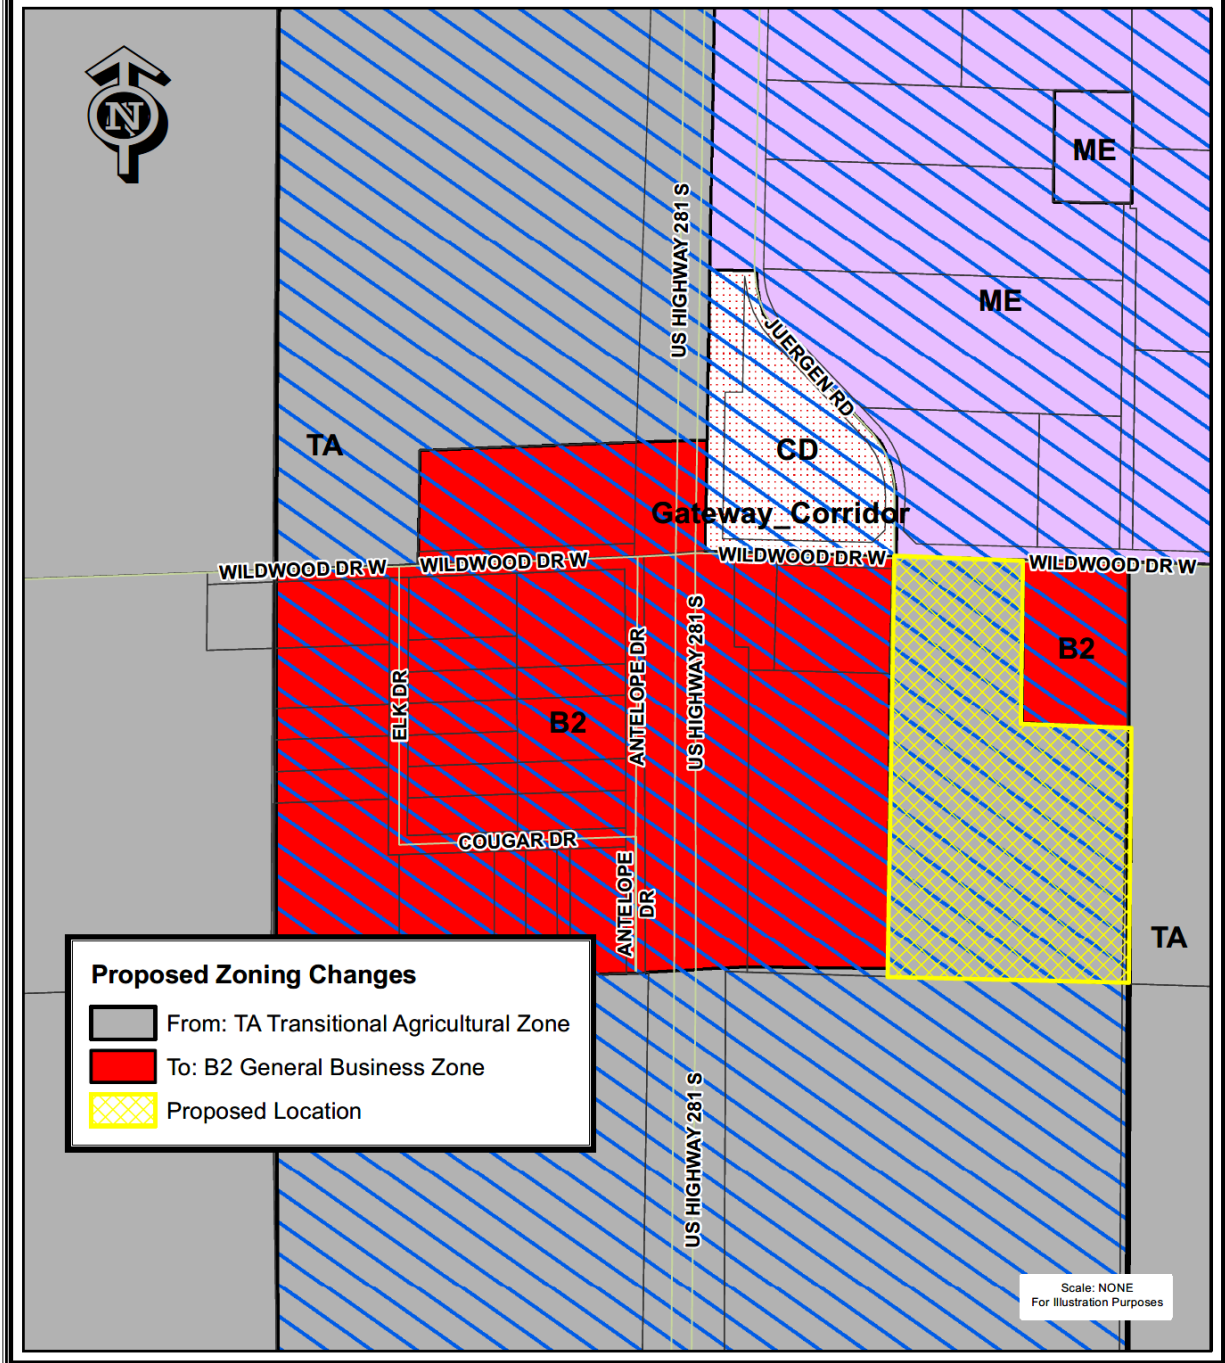 N
ME
US HIGHWAY 281 S
ME
JUERGEN RD
TA
CD
Gateway_Corridor
WILDWOOD DR W
WILDWOOD DR W
WILDWOOD DR W
WILDWOOD DR W
US HIGHWAY 281 S
ANTELOPE DR
B2
ELK DR
B2
COUGAR DR
ANTELOPE
DR
TA
Proposed Zoning Changes
From: TA Transitional Agricultural Zone
To: B2 General Business Zone
Proposed Location
US HIGHWAY 281 S
Scale: NONE
For Illustration Purposes